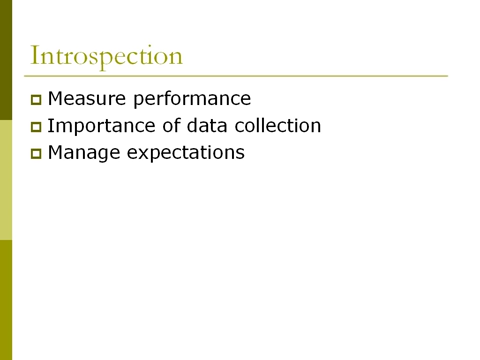 Introspection
Measure performance
Importance of data collection
Manage expectations